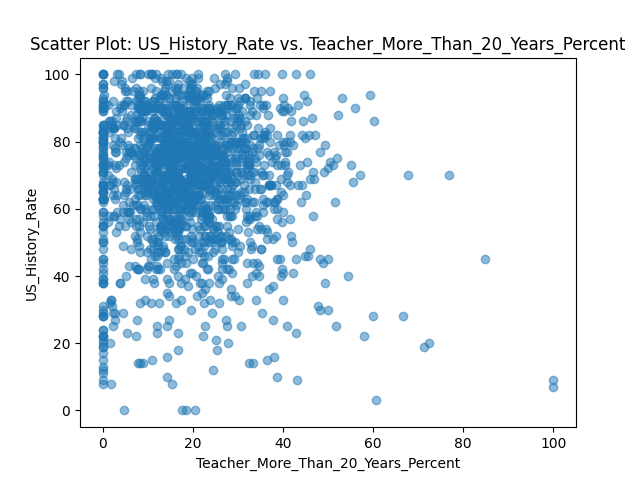 Scatter Plot: US_History_Rate vs. Teacher_More_Than_20_Years_Percent
100
80
60
40
20
0
US_History_Rate
0 20 40 60 80 100
Teacher_More_Than_20_Years_Percent